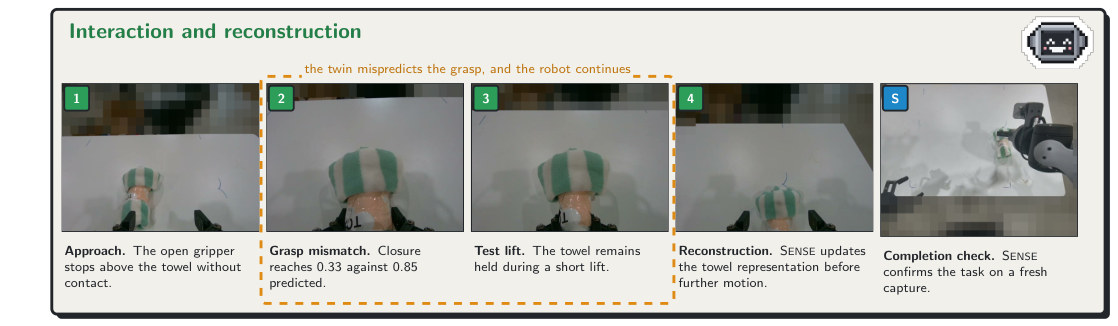 Interaction and reconstruction
the twin mispredicts the grasp, and the robot continues
1
2
3
4
S
Approach. The open gripper
stops above the towel without
contact.
Grasp mismatch. Closure
reaches 0.33 against 0.85
predicted.
Test lift. The towel remains
held during a short lift.
Reconstruction. SENSE updates
the towel representation before
further motion.
Completion check. SENSE
confirms the task on a fresh
capture.